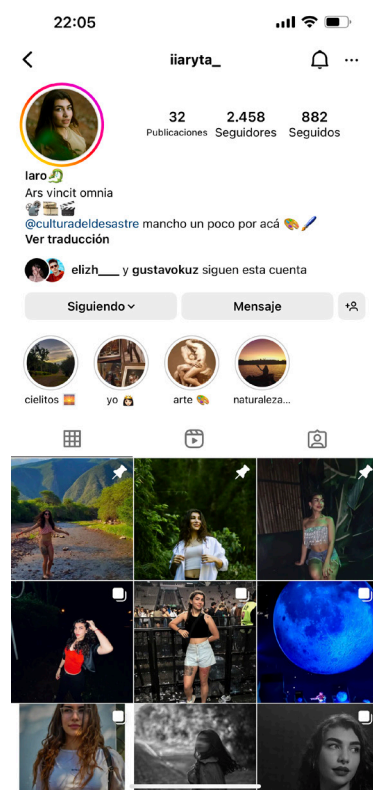 22:05
iiaryta_
32 2.458 882
Publicaciones Seguidores Seguidos
laro🐉
Ars vincit omnia
📽️🎞️🎬
@culturadeldesastre mancho un poco por acá 🎨🖊️
Ver traducción
elizh____ y gustavokuz siguen esta cuenta
Siguiendo Mensaje
cielitos 🌅 yo 👩🏻 arte 🎨 naturaleza...